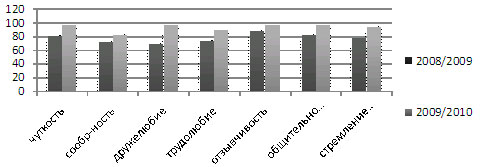 120
100
80
60
40
20
0
2008/2009
2009/2010
чуткость
сообр-ность
дружелюбие
трудолюбие
отзывчивость
общительно...
стремление...